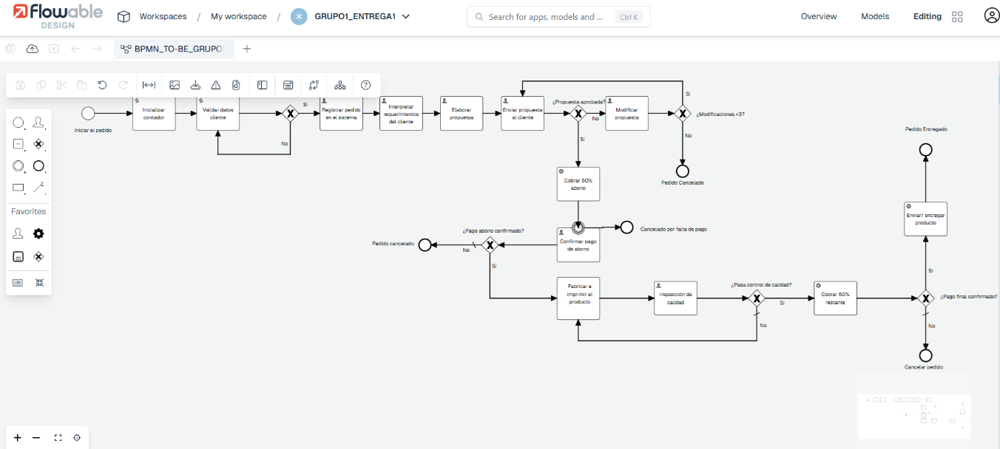 Flowable
DESIGN
Workspaces / My workspace / GRUPO1_ENTREGA1
Search for apps, models and ... Ctrl K
Overview
Models
Editing
BPMN_TO-BE_GRUPO
Iniciar el pedido
Inicializar
contador
Validar datos
cliente
Si
No
Registrar pedido
en el sistema
Interpretar
requerimientos
del cliente
Elaborar
propuetsa
Enviar propuesta
al cliente
¿Propuesta aprobada?
No
Si
Modificar
propuesta
Si
¿Modificaciones <3?
No
Pedido Cancelado
Cobrar 50%
abono
Confirmar pago
de abono
Cancelado por falta de pago
¿Pago abono confirmado?
No
Pedido cancelado
Si
Fabricar e
imprimir el
producto
Inspección de
calidad
¿Pasa control de calidad?
Si
No
Cobrar 50%
restante
¿Pago final confirmado?
Si
No
Enviar/ entregar
producto
Pedido Entregado
Cancelar pedido
Favorites